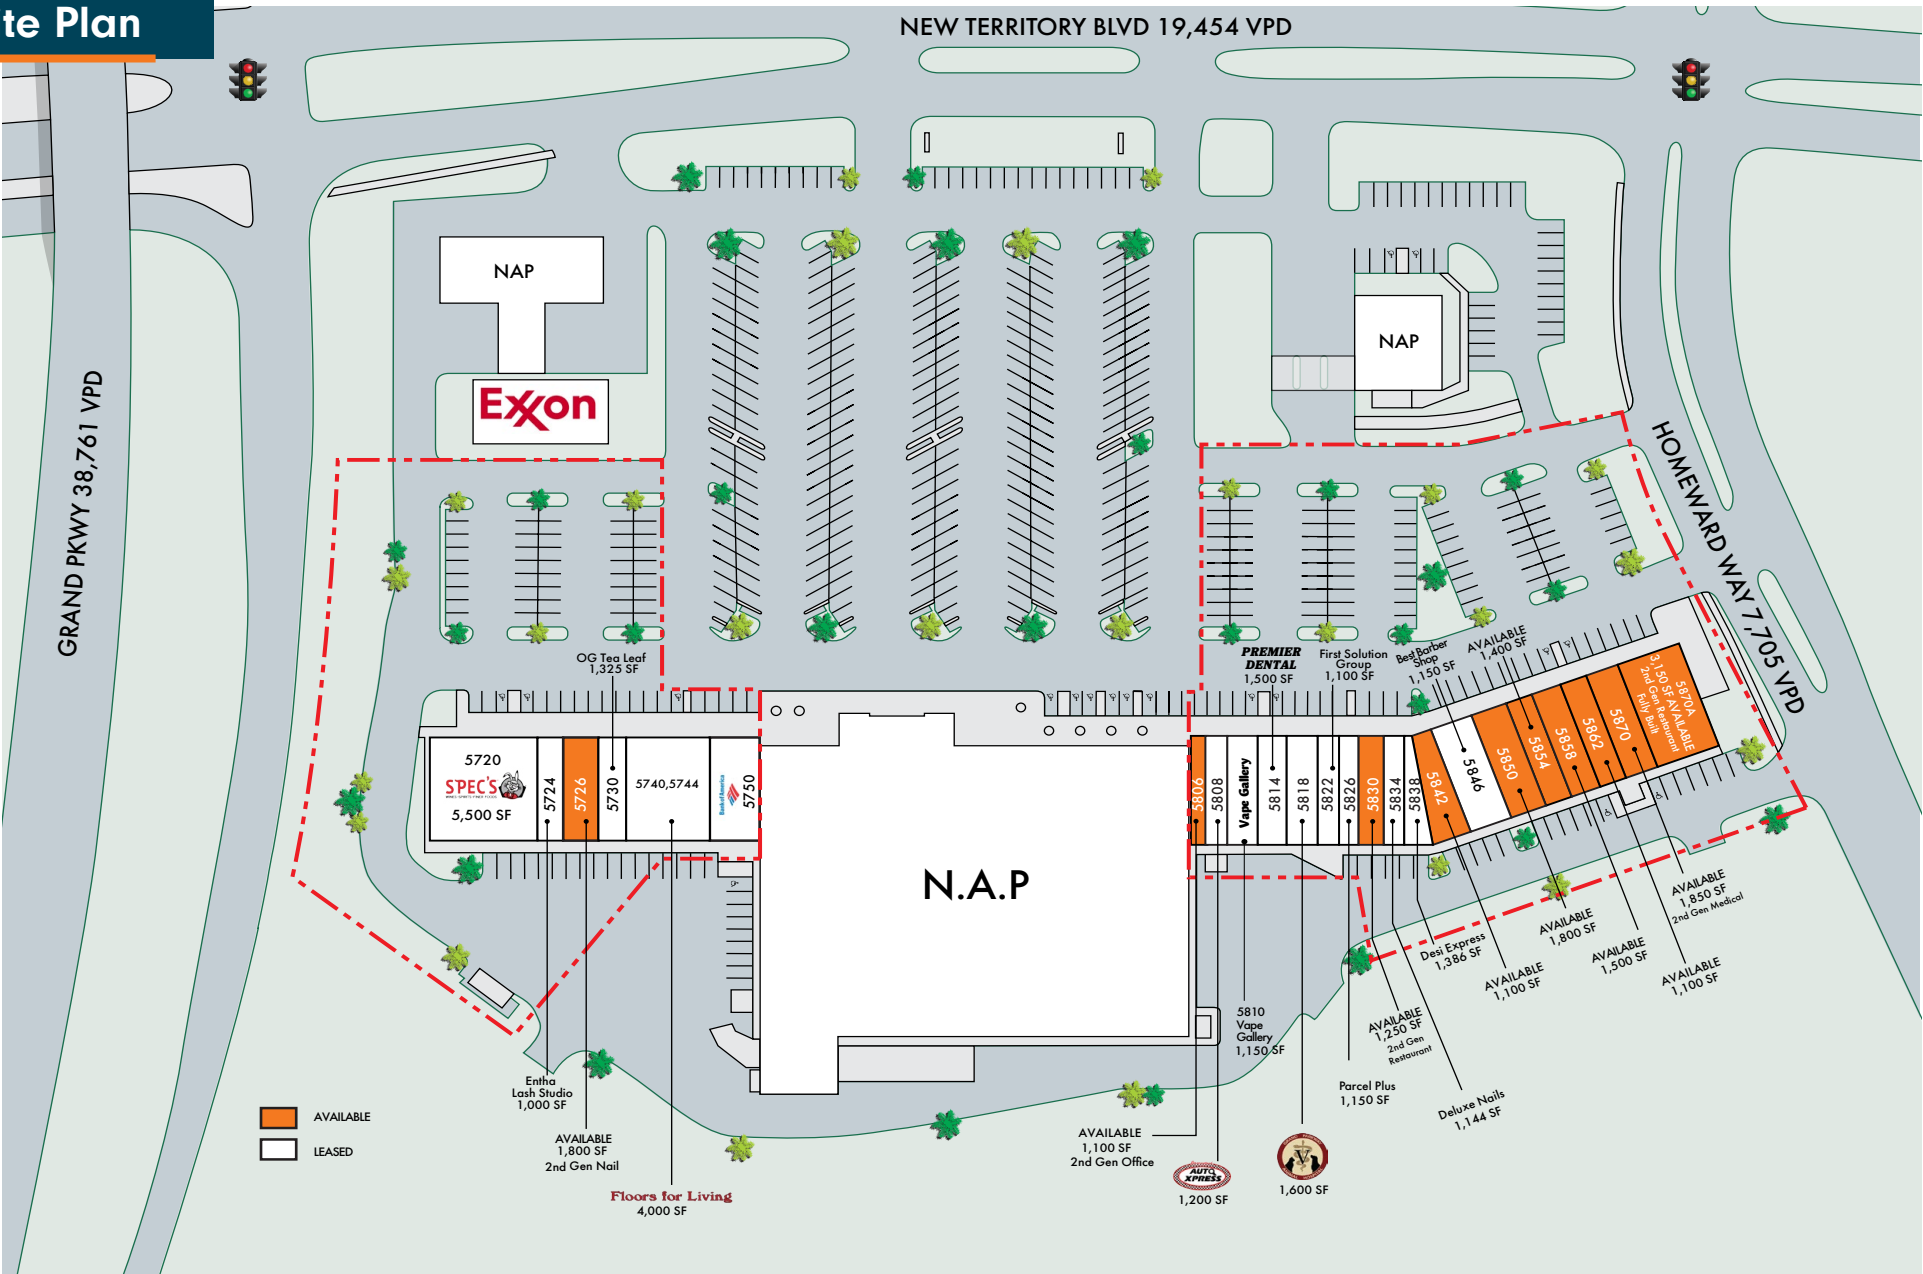 te Plan
NEW TERRITORY BLVD 19,454 VPD
GRAND PKWY 38,761 VPD
HOMEWARD WAY 7,705 VPD
NAP
Exxon
NAP
OG Tea Leaf
1,325 SF
5720
SPEC'S
5,500 SF
5724
5726
5730
5740,5744
Bank of America
5750
N.A.P
PREMIER
DENTAL
1,500 SF
First Solution
Group
1,100 SF
Best Barber
Shop
1,150 SF
AVAILABLE
1,400 SF
5806
5808
Vape Gallery
5814
5818
5822
5826
5830
5834
5838
5842
5846
5850
5854
5858
5862
5870
5870A
3,150 SF AVAILABLE
2nd Gen Restaurant
Fully Built
Entha
Lash Studio
1,000 SF
AVAILABLE
1,800 SF
2nd Gen Nail
Floors for Living
4,000 SF
AVAILABLE
1,100 SF
2nd Gen Office
AUTO
XPRESS
1,200 SF
5810
Vape
Gallery
1,150 SF
V
1,600 SF
Parcel Plus
1,150 SF
AVAILABLE
1,250 SF
2nd Gen
Restaurant
Deluxe Nails
1,144 SF
Desi Express
1,386 SF
AVAILABLE
1,100 SF
AVAILABLE
1,800 SF
AVAILABLE
1,500 SF
AVAILABLE
1,100 SF
AVAILABLE
1,850 SF
2nd Gen Medical
AVAILABLE
LEASED